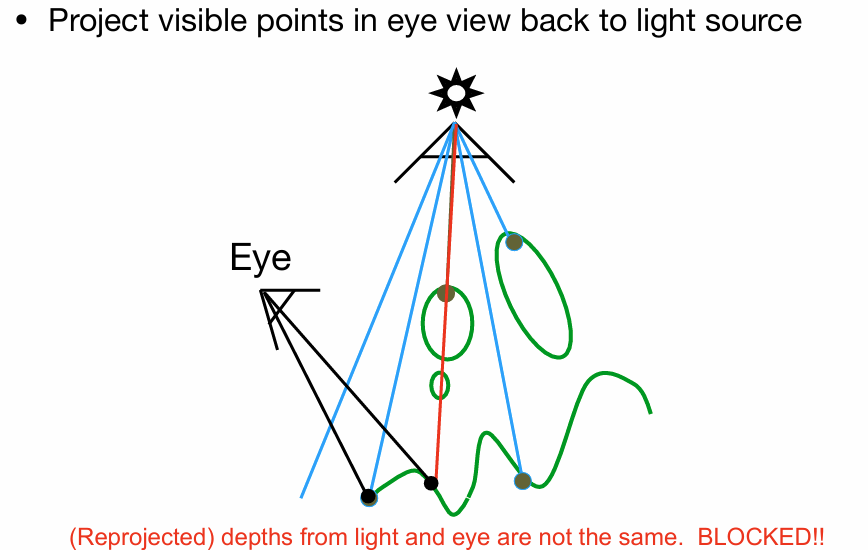 • Project visible points in eye view back to light source
Eye
(Reprojected) depths from light and eye are not the same.  BLOCKED!!